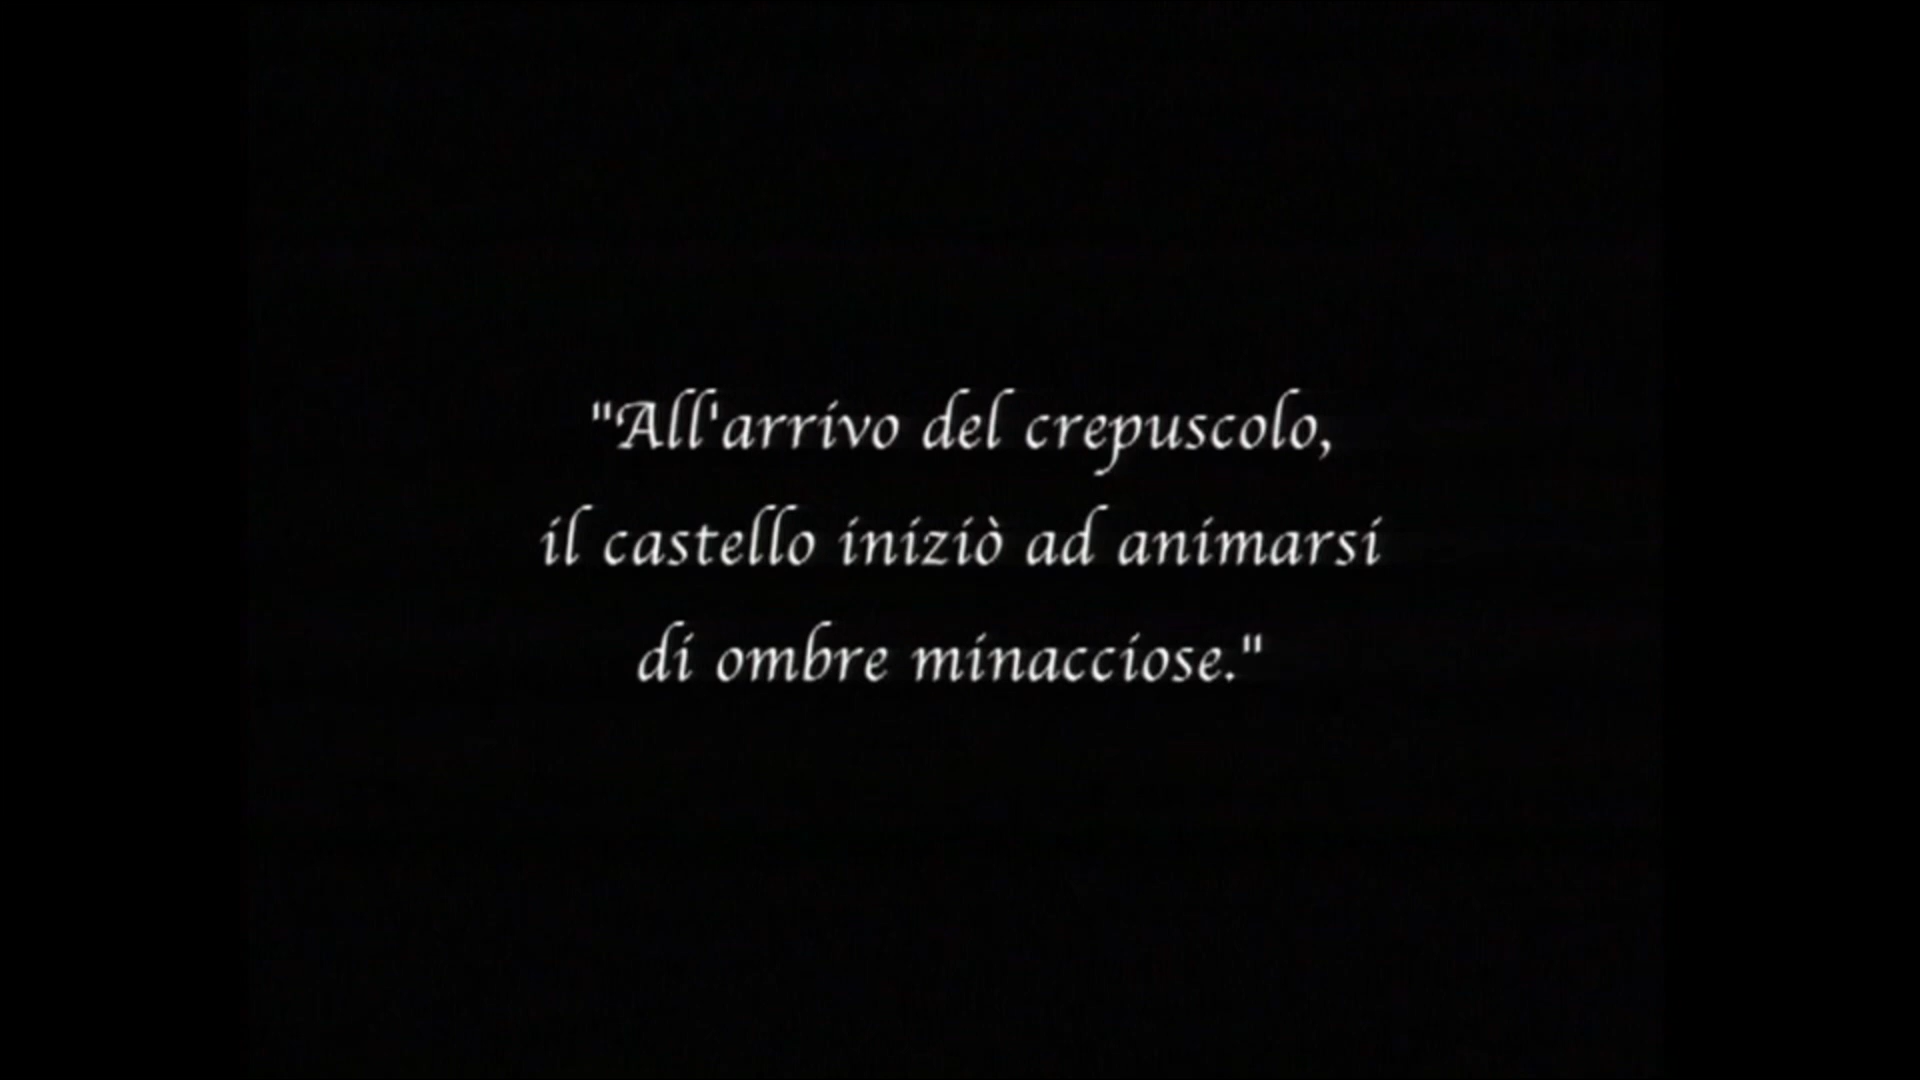 "All'arrivo del crepuscolo,
il castello iniziò ad animarsi
di ombre minacciose."